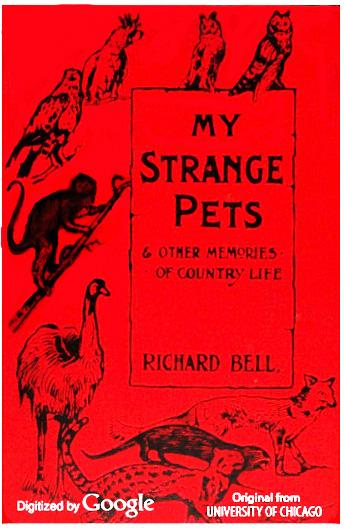 MY
STRANGE
PETS
& OTHER MEMORIES
OF COUNTRY LIFE
RICHARD BELL.
Digitized by Google
Original from
UNIVERSITY OF CHICAGO